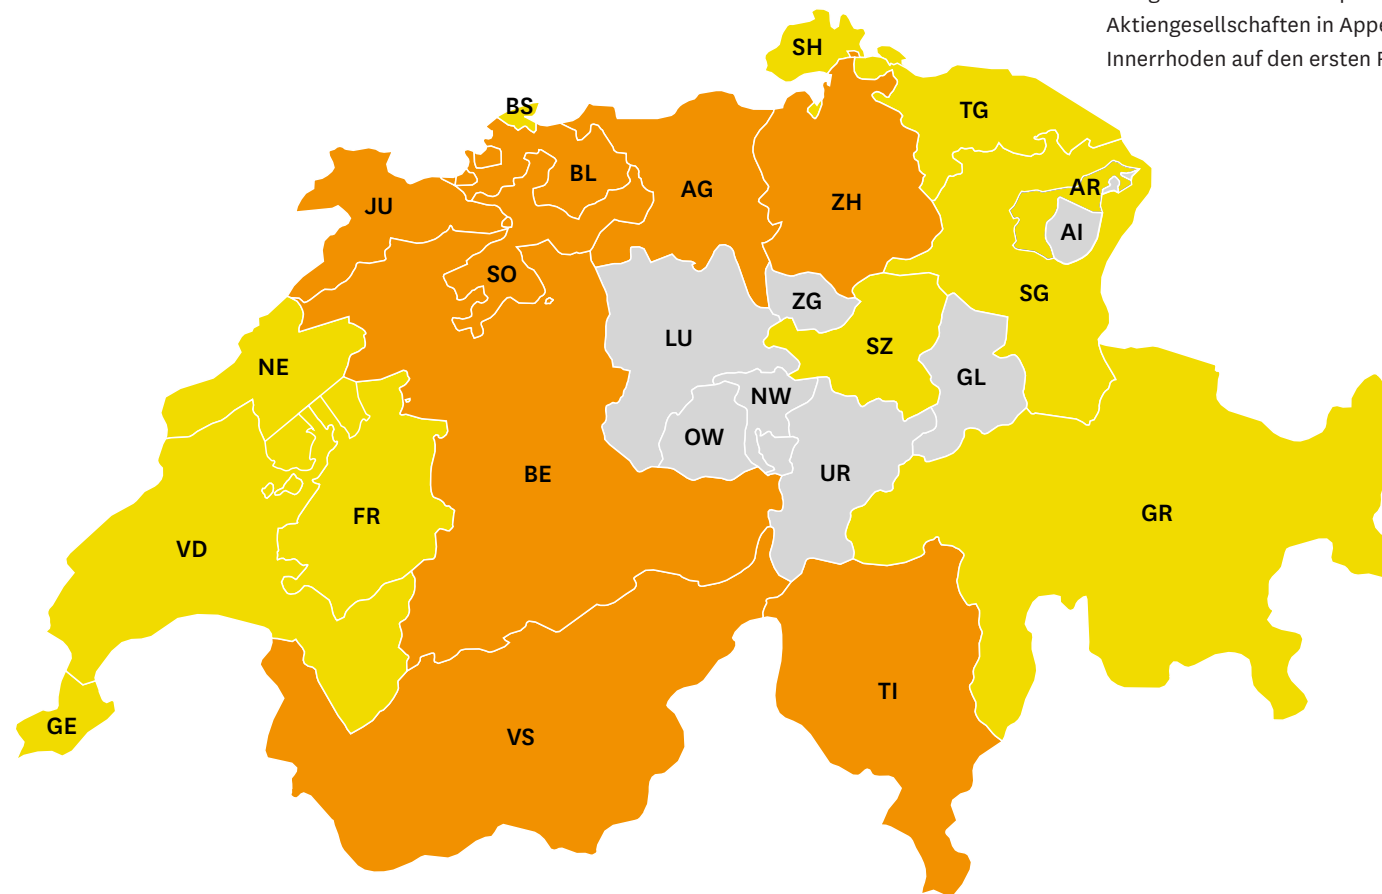 Aktiengesellschaften in
Innerrhoden auf den ersten
SH
BS
TG
BL
AG
AR
JU
ZH
AI
SO
ZG
SG
LU
SZ
NE
GL
NW
OW
BE
UR
FR
GR
VD
TI
GE
VS